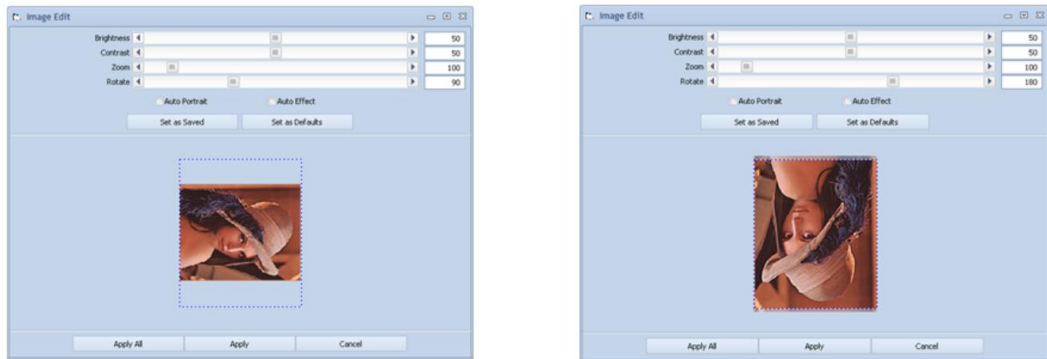 Image Edit
Brightness 50
Contrast 50
Zoom 100
Rotate 90
Auto Portrait Auto Effect
Set as Saved Set as Defaults
Apply All Apply Cancel
Image Edit
Brightness 50
Contrast 50
Zoom 100
Rotate 180
Auto Portrait Auto Effect
Set as Saved Set as Defaults
Apply All Apply Cancel